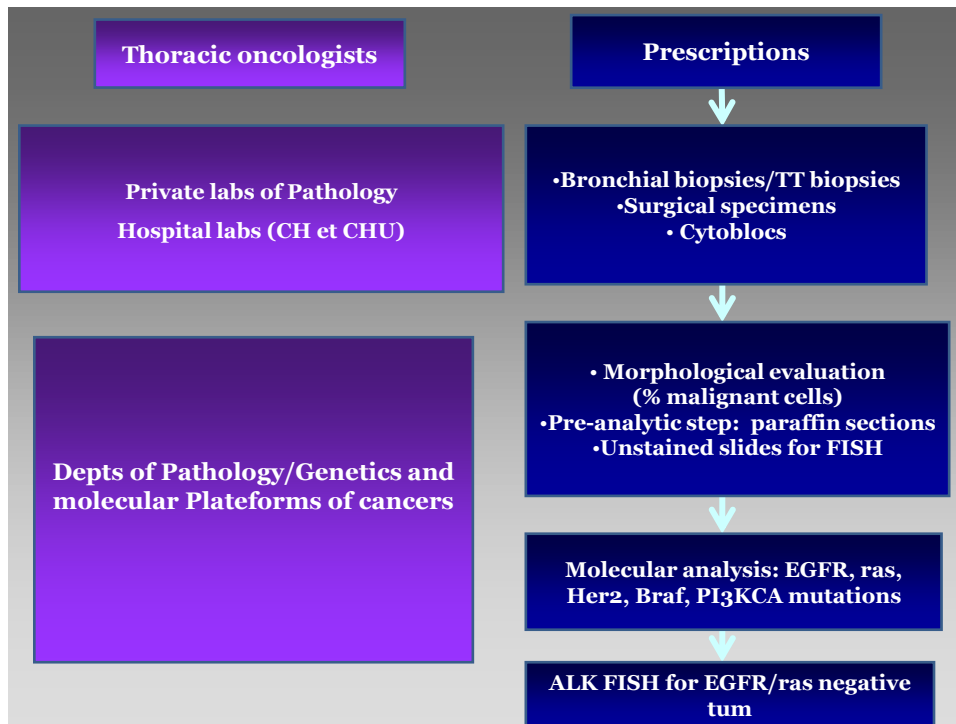 Thoracic oncologists
Prescriptions
Private labs of Pathology
Hospital labs (CH et CHU)
•Bronchial biopsies/TT biopsies
•Surgical specimens
• Cytoblocs
• Morphological evaluation
(% malignant cells)
•Pre-analytic step: paraffin sections
•Unstained slides for FISH
Depts of Pathology/Genetics and
molecular Plateforms of cancers
Molecular analysis: EGFR, ras,
Her2, Braf, PI3KCA mutations
ALK FISH for EGFR/ras negative
tum